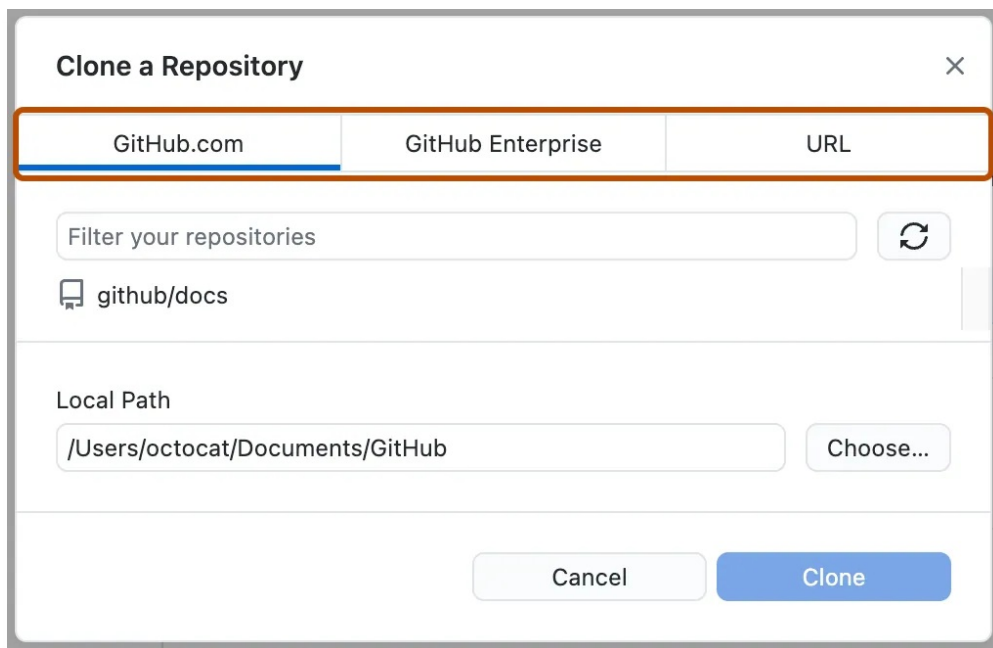 Clone a Repository
GitHub.com GitHub Enterprise URL
Filter your repositories
github/docs
Local Path
/Users/octocat/Documents/GitHub Choose...
Cancel Clone